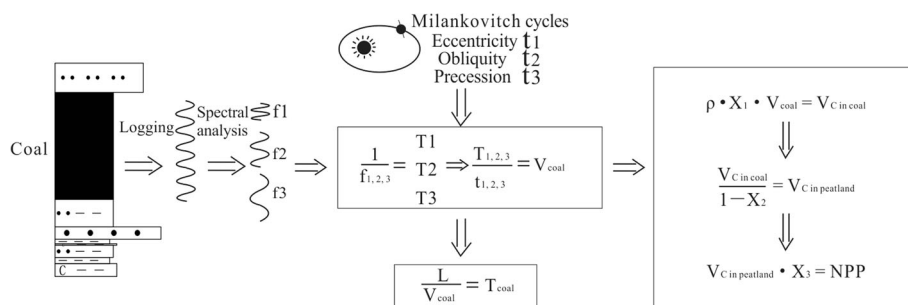 Milankovitch cycles
Eccentricity t1
Obliquity t2
Precession t3
Coal
Logging
Spectral
analysis
f1
f2
f3
1/f1,2,3 = T1 T2 T3 ⇒ T1,2,3/t1,2,3 = Vcoal
L/Vcoal = Tcoal
ρ•X1•Vcoal = VC in coal
VC in coal/1−X2 = VC in peatland
VC in peatland•X3 = NPP
C